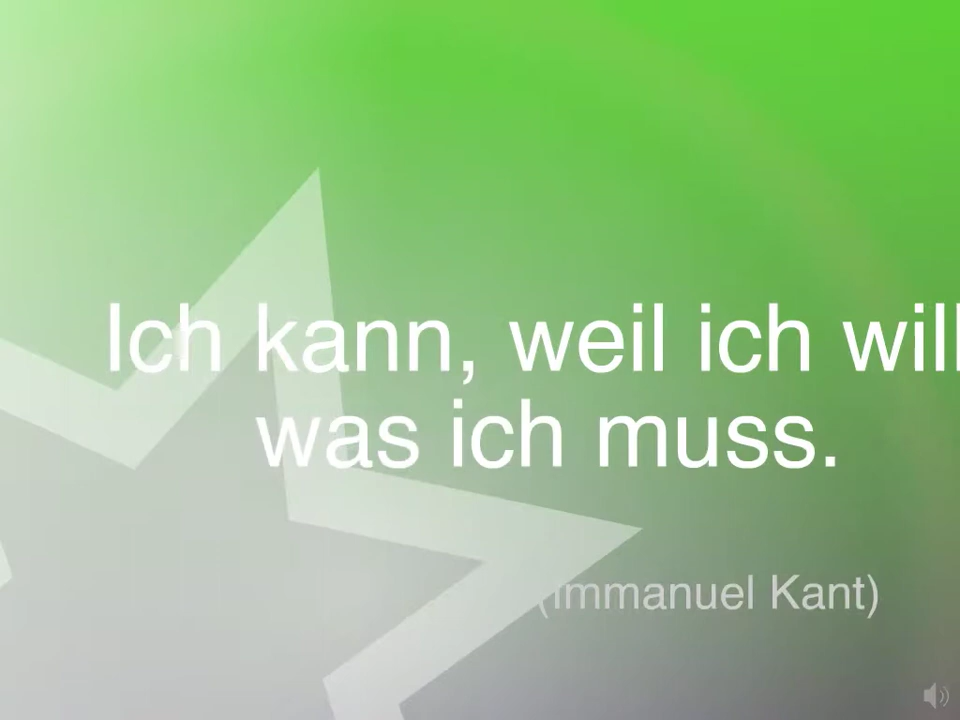 Ich kann, weil ich will
was ich muss.
(Immanuel Kant)